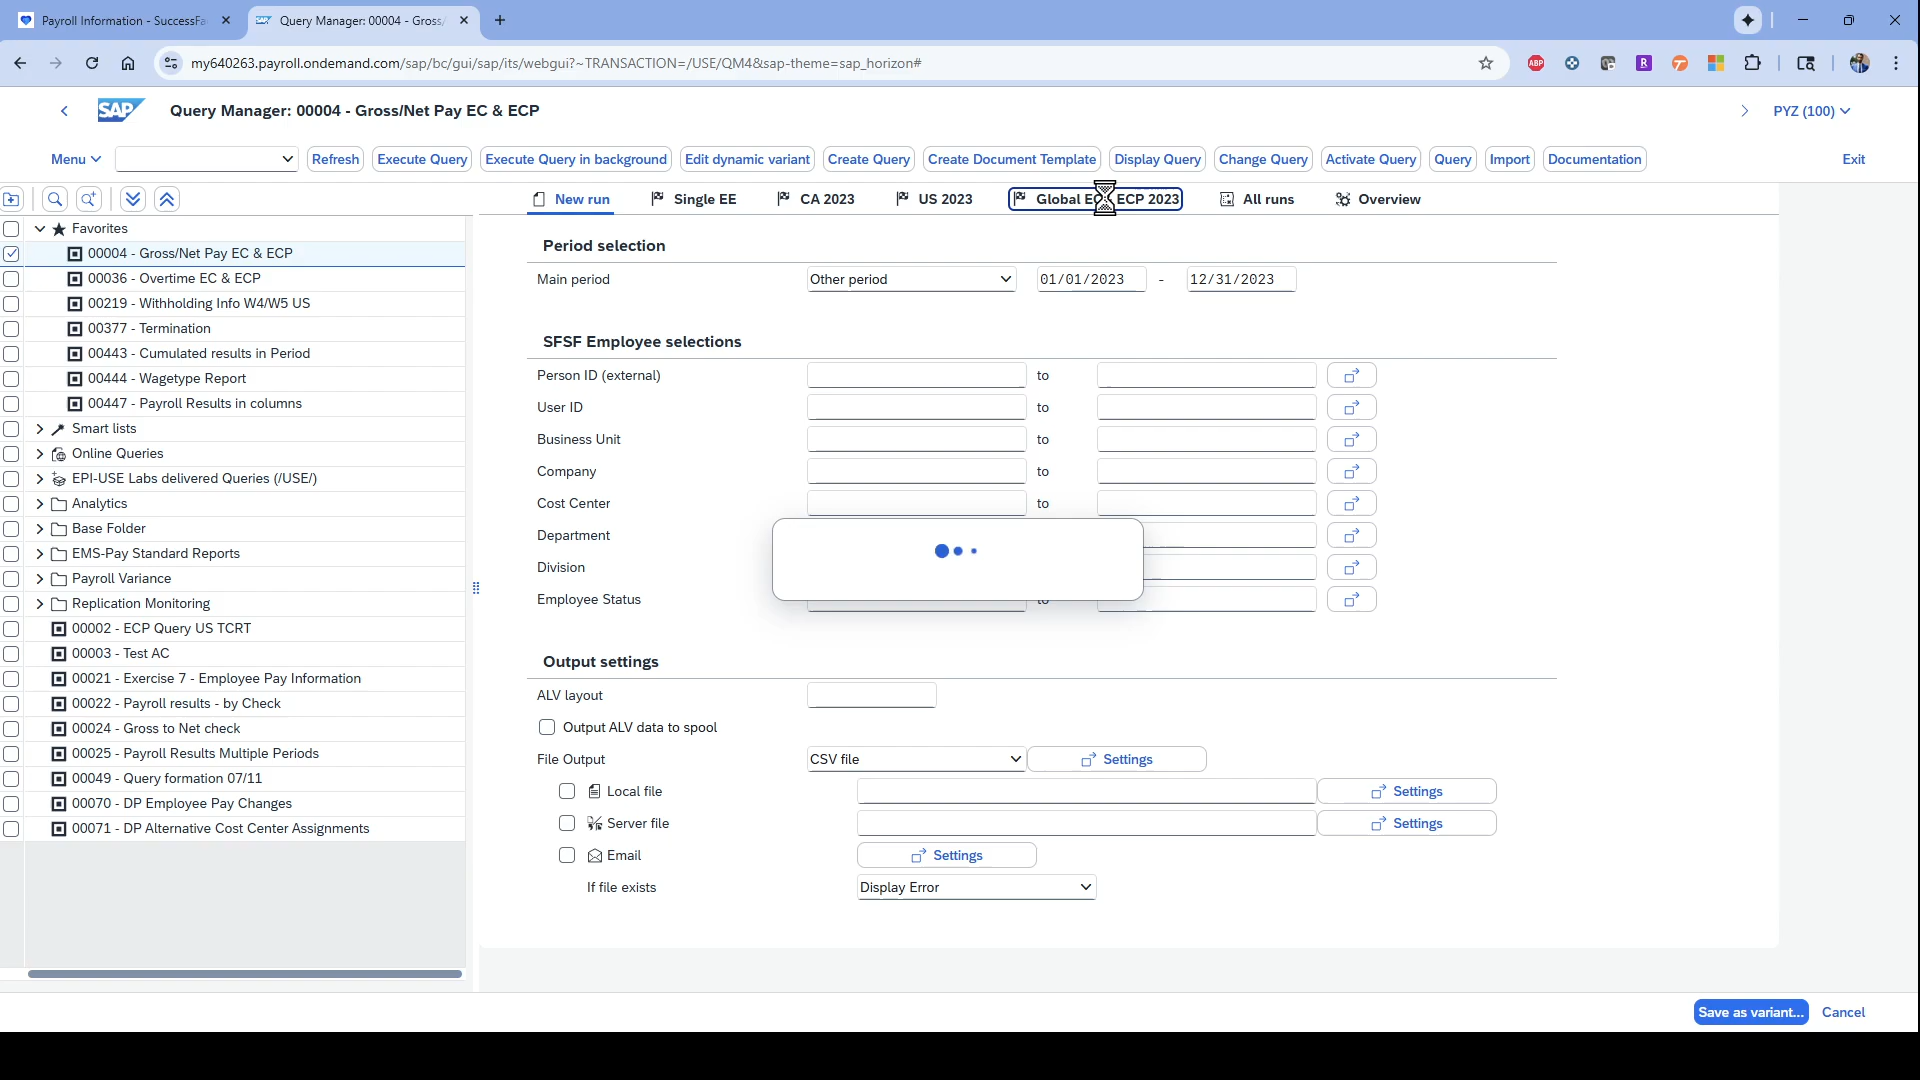 Payroll Information - SuccessFa
Query Manager: 00004 - Gross/
my640263.payroll.ondemand.com/sap/bc/gui/sap/its/webgui?~TRANSACTION=/USE/QM4&sap-theme=sap_horizon#
ABP
R
SAP
Query Manager: 00004 - Gross/Net Pay EC & ECP
PYZ (100)
Menu
Refresh
Execute Query
Execute Query in background
Edit dynamic variant
Create Query
Create Document Template
Display Query
Change Query
Activate Query
Query
Import
Documentation
Exit
New run
Single EE
CA 2023
US 2023
Global ECP 2023
All runs
Overview
Favorites
00004 - Gross/Net Pay EC & ECP
00036 - Overtime EC & ECP
00219 - Withholding Info W4/W5 US
00377 - Termination
00443 - Cumulated results in Period
00444 - Wagetype Report
00447 - Payroll Results in columns
Smart lists
Online Queries
EPI-USE Labs delivered Queries (/USE/)
Analytics
Base Folder
EMS-Pay Standard Reports
Payroll Variance
Replication Monitoring
00002 - ECP Query US TCRT
00003 - Test AC
00021 - Exercise 7 - Employee Pay Information
00022 - Payroll results - by Check
00024 - Gross to Net check
00025 - Payroll Results Multiple Periods
00049 - Query formation 07/11
00070 - DP Employee Pay Changes
00071 - DP Alternative Cost Center Assignments
Period selection
Main period Other period 01/01/2023 - 12/31/2023
SFSF Employee selections
Person ID (external) to
User ID to
Business Unit to
Company to
Cost Center to
Department
Division
Employee Status to
Output settings
ALV layout
Output ALV data to spool
File Output CSV file Settings
Local file Settings
Server file Settings
Email Settings
If file exists Display Error
Save as variant... Cancel